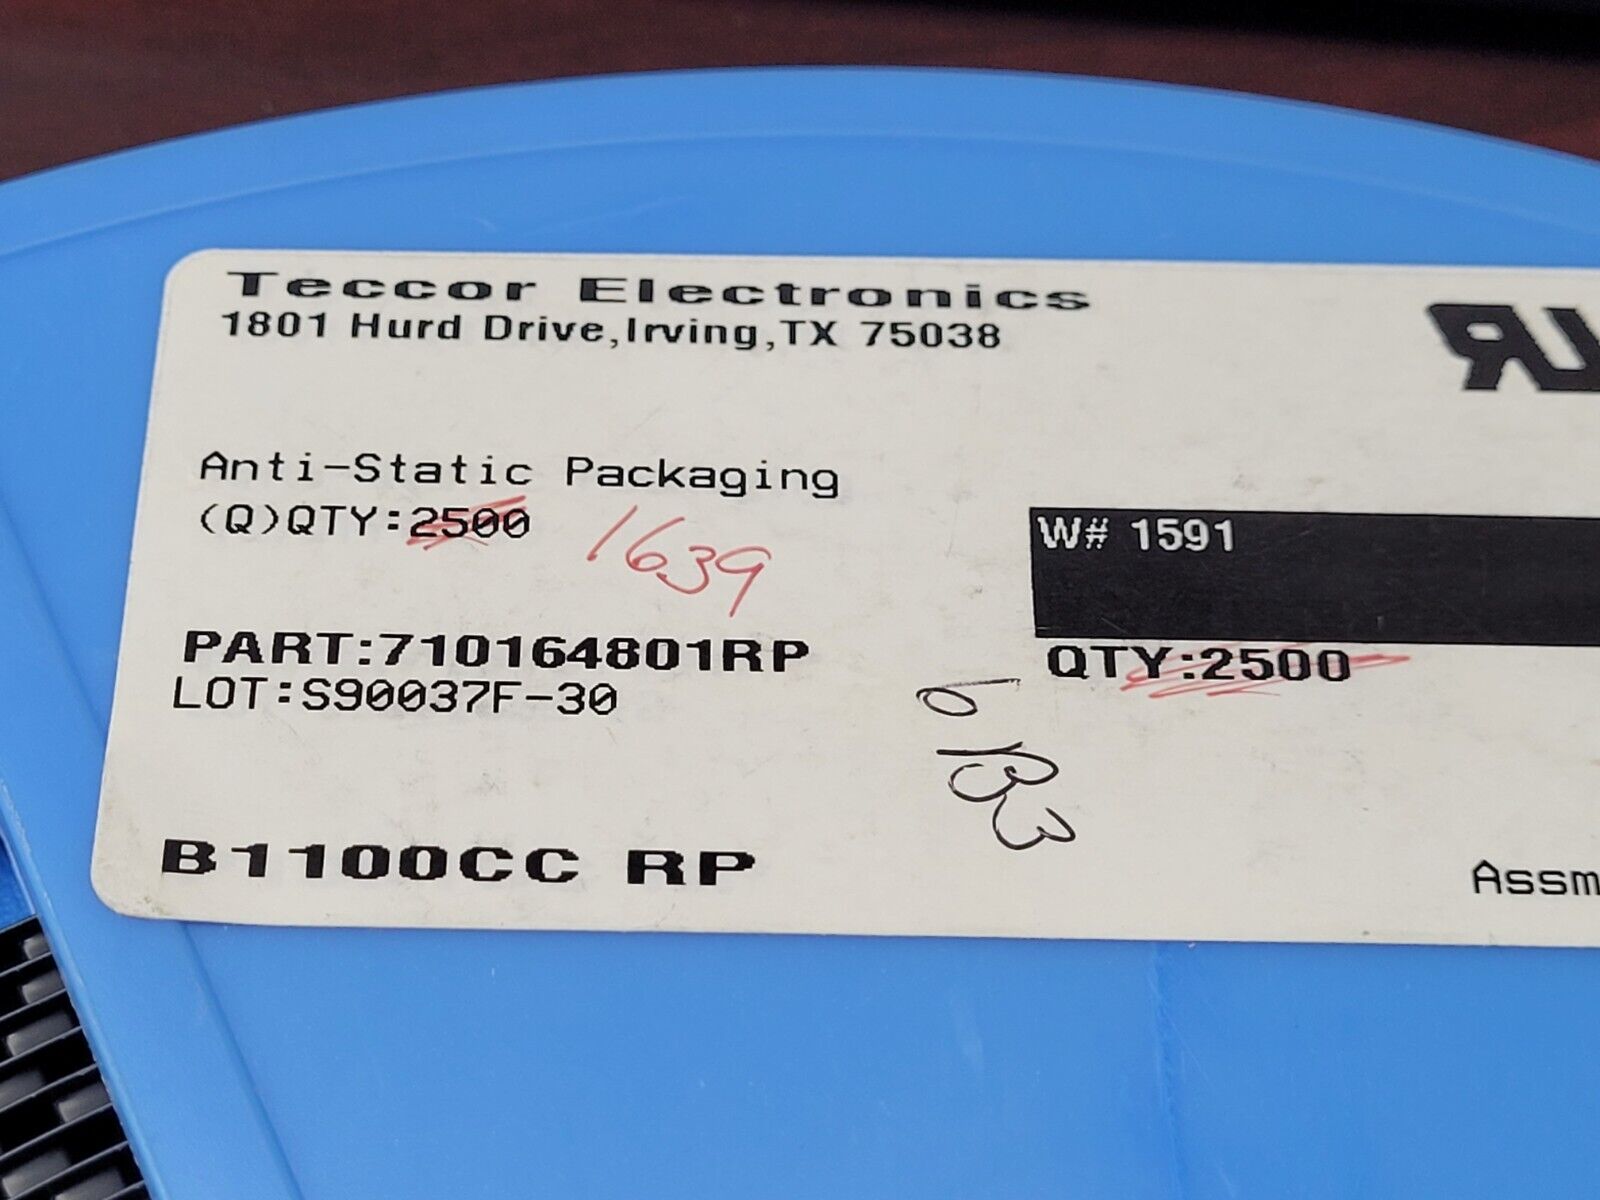 Teccor Electronics
1801 Hurd Drive,Irving,TX 75038
Anti-Static Packaging
(Q)QTY:2500 1639
W# 1591
PART:710164801RP
QTY:2500
LOT:S90037F-30
B1100CC RP
Assm